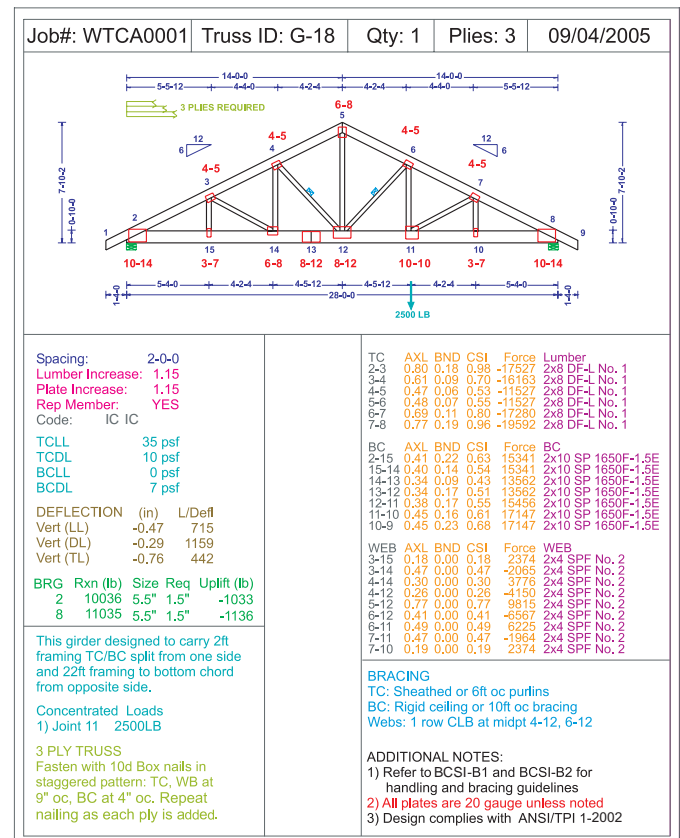 Job#: WTCA0001 Truss ID: G-18 Qty: 1 Plies: 3 09/04/2005
14-0-0 14-0-0
5-5-12 4-4-0 4-2-4 4-2-4 4-4-0 5-5-12
3 PLIES REQUIRED
6-8
5
12 6 4-5 4 4-5 6 12 6
4-5 3 4-5 7
7-10-2 0-10-0 0-10-0 7-10-2
1 2 8 9
15 14 13 12 11 10
10-14 3-7 6-8 8-12 8-12 10-10 3-7 10-14
5-4-0 4-2-4 4-5-12 4-5-12 4-2-4 5-4-0
1-4-0 28-0-0 1-4-0
2500 LB
Spacing: 2-0-0
Lumber Increase: 1.15
Plate Increase: 1.15
Rep Member: YES
Code: IC IC
TCLL 35 psf
TCDL 10 psf
BCLL 0 psf
BCDL 7 psf
DEFLECTION (in) L/Defl
Vert (LL) -0.47 715
Vert (DL) -0.29 1159
Vert (TL) -0.76 442
BRG Rxn (lb) Size Req Uplift (lb)
2 10036 5.5" 1.5" -1033
8 11035 5.5" 1.5" -1136
This girder designed to carry 2ft
framing TC/BC split from one side
and 22ft framing to bottom chord
from opposite side.
Concentrated Loads
1) Joint 11 2500LB
3 PLY TRUSS
Fasten with 10d Box nails in
staggered pattern: TC, WB at
9" oc, BC at 4" oc. Repeat
nailing as each ply is added.
TC AXL BND CSI Force Lumber
2-3 0.80 0.18 0.98 -17527 2x8 DF-L No. 1
3-4 0.61 0.09 0.70 -16163 2x8 DF-L No. 1
4-5 0.47 0.06 0.53 -11527 2x8 DF-L No. 1
5-6 0.48 0.07 0.55 -11527 2x8 DF-L No. 1
6-7 0.69 0.11 0.80 -17280 2x8 DF-L No. 1
7-8 0.77 0.19 0.96 -19592 2x8 DF-L No. 1
BC AXL BND CSI Force BC
2-15 0.41 0.22 0.63 15341 2x10 SP 1650F-1.5E
15-14 0.40 0.14 0.54 15341 2x10 SP 1650F-1.5E
14-13 0.34 0.09 0.43 13562 2x10 SP 1650F-1.5E
13-12 0.34 0.17 0.51 13562 2x10 SP 1650F-1.5E
12-11 0.38 0.17 0.55 15456 2x10 SP 1650F-1.5E
11-10 0.45 0.16 0.61 17147 2x10 SP 1650F-1.5E
10-9 0.45 0.23 0.68 17147 2x10 SP 1650F-1.5E
WEB AXL BND CSI Force WEB
3-15 0.18 0.00 0.18 2374 2x4 SPF No. 2
3-14 0.47 0.00 0.47 -2065 2x4 SPF No. 2
4-14 0.30 0.00 0.30 3776 2x4 SPF No. 2
4-12 0.26 0.00 0.26 -4150 2x4 SPF No. 2
5-12 0.77 0.00 0.77 9815 2x4 SPF No. 2
6-12 0.41 0.00 0.41 -6567 2x4 SPF No. 2
6-11 0.49 0.00 0.49 6225 2x4 SPF No. 2
7-11 0.47 0.00 0.47 -1964 2x4 SPF No. 2
7-10 0.19 0.00 0.19 2374 2x4 SPF No. 2
BRACING
TC: Sheathed or 6ft oc purlins
BC: Rigid ceiling or 10ft oc bracing
Webs: 1 row CLB at midpt 4-12, 6-12
ADDITIONAL NOTES:
1) Refer to BCSI-B1 and BCSI-B2 for
handling and bracing guidelines
2) All plates are 20 gauge unless noted
3) Design complies with ANSI/TPI 1-2002